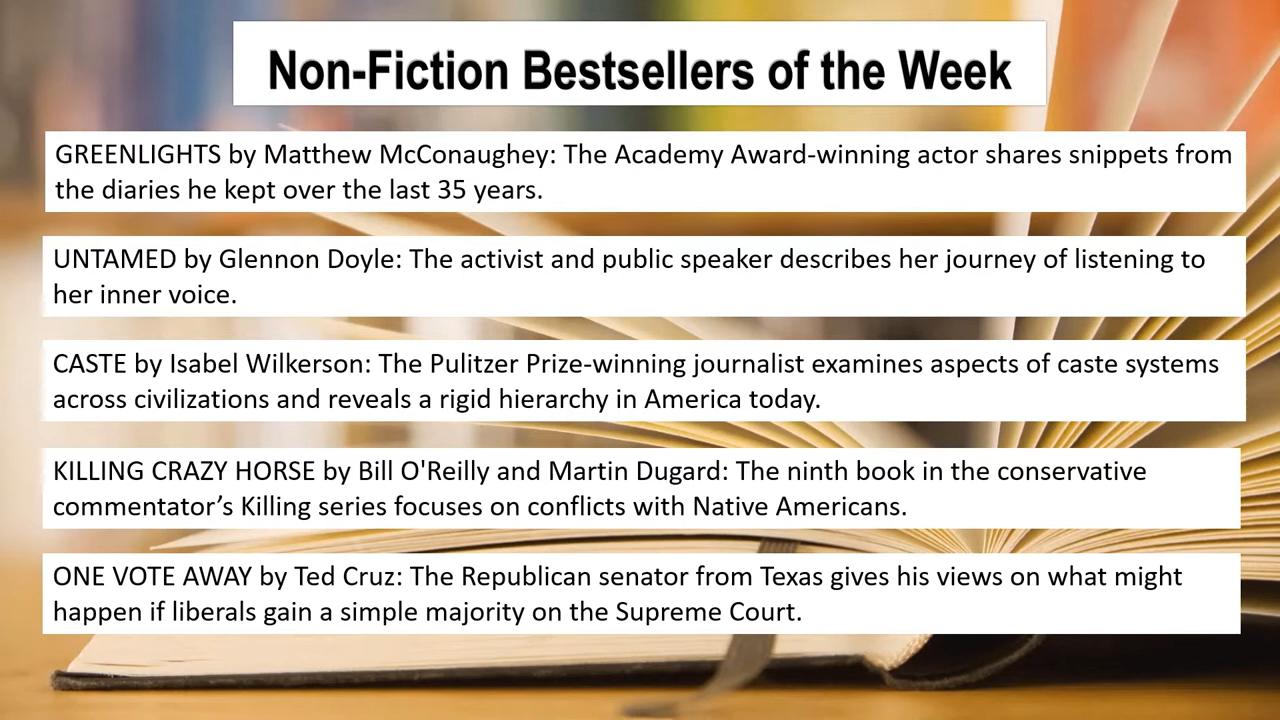 Non-Fiction Bestsellers of the Week
GREENLIGHTS by Matthew McConaughey: The Academy Award-winning actor shares snippets from
the diaries he kept over the last 35 years.
UNTAMED by Glennon Doyle: The activist and public speaker describes her journey of listening to
her inner voice.
CASTE by Isabel Wilkerson: The Pulitzer Prize-winning journalist examines aspects of caste systems
across civilizations and reveals a rigid hierarchy in America today.
KILLING CRAZY HORSE by Bill O'Reilly and Martin Dugard: The ninth book in the conservative
commentator’s Killing series focuses on conflicts with Native Americans.
ONE VOTE AWAY by Ted Cruz: The Republican senator from Texas gives his views on what might
happen if liberals gain a simple majority on the Supreme Court.